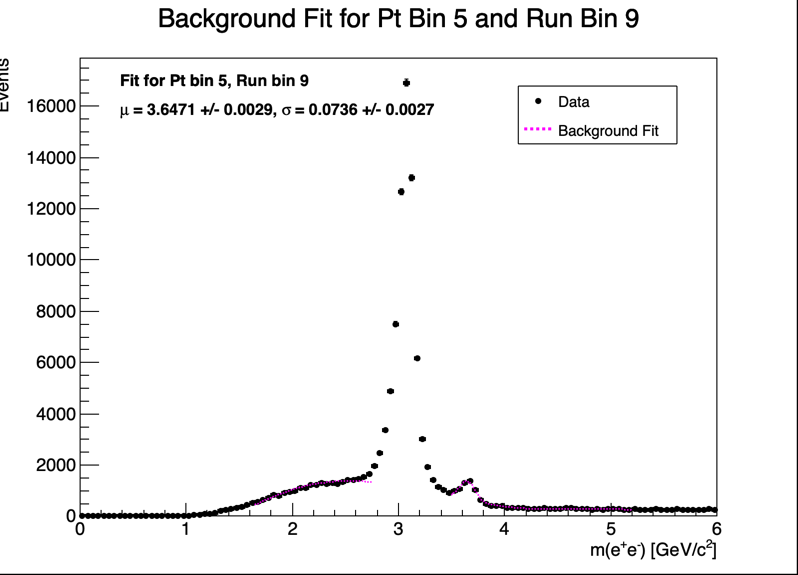 Background Fit for Pt Bin 5 and Run Bin 9
Events
Fit for Pt bin 5, Run bin 9
μ = 3.6471 +/- 0.0029, σ = 0.0736 +/- 0.0027
Data
Background Fit
16000
14000
12000
10000
8000
6000
4000
2000
0
0 1 2 3 4 5 6
m(e⁺e⁻) [GeV/c²]